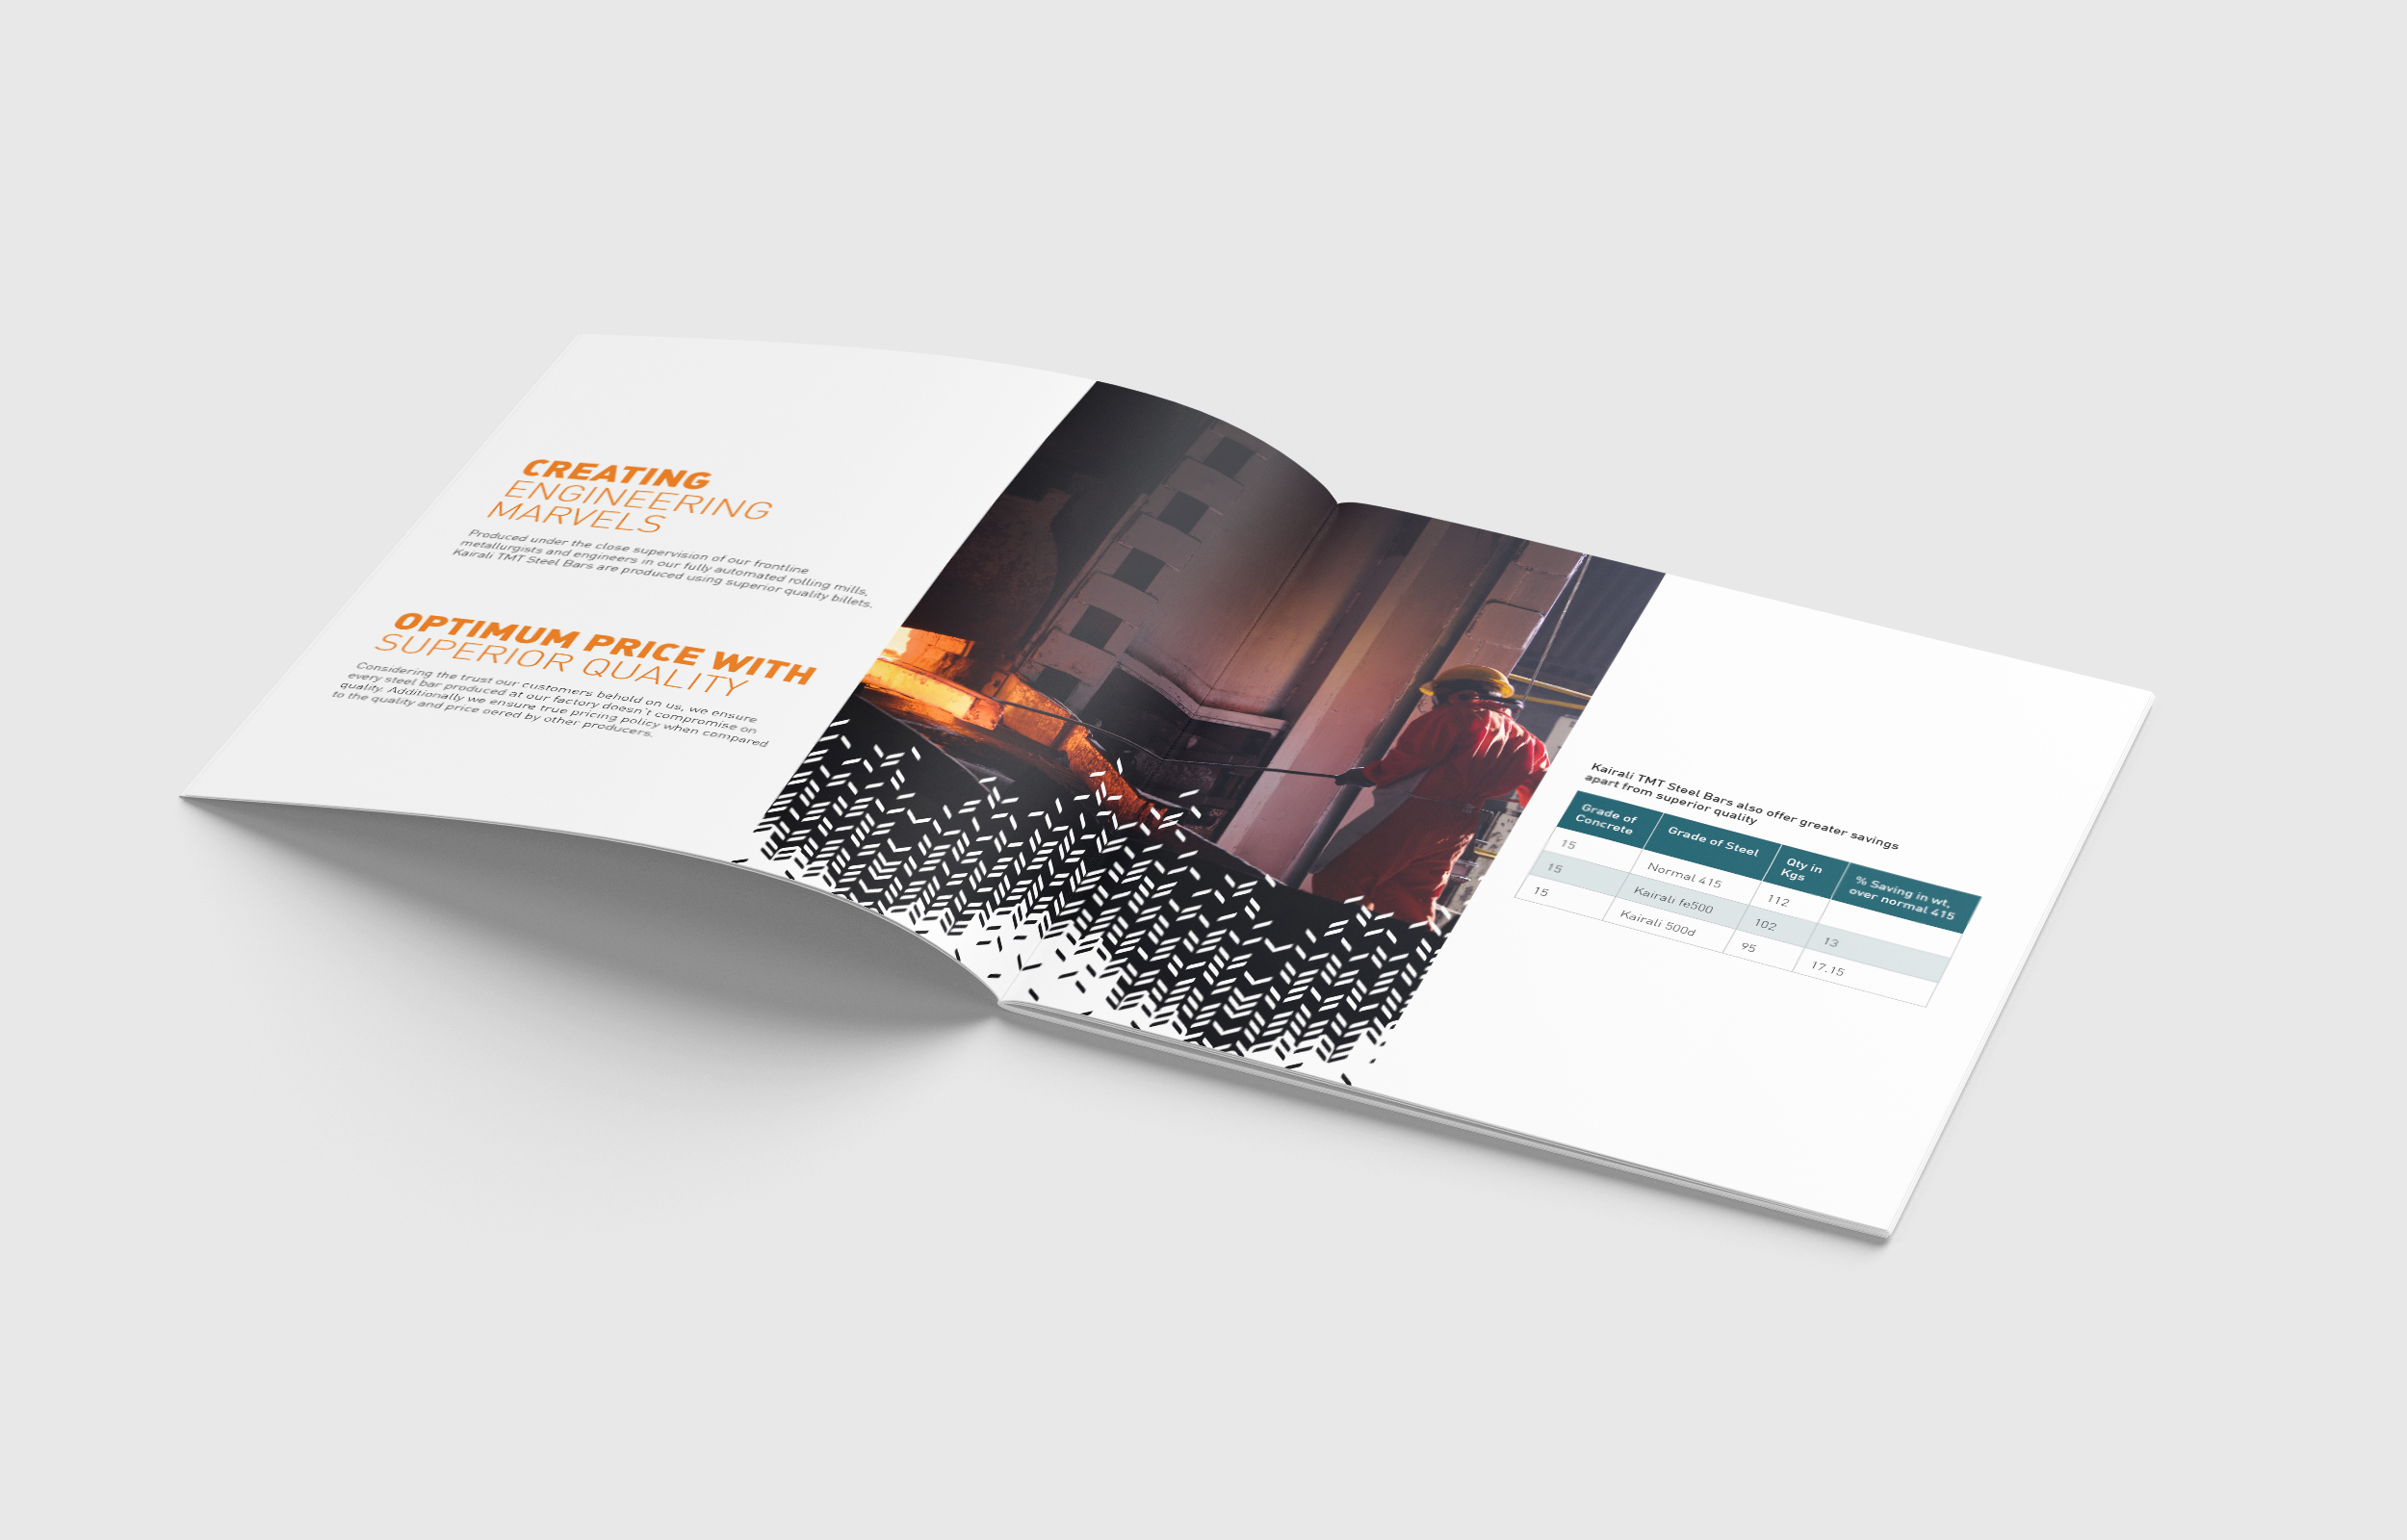 CREATING
ENGINEERING
MARVELS
Produced under the close supervision of our frontline
metallurgists and engineers in our fully automated rolling mills,
Kairali TMT Steel Bars are produced using superior quality billets.
OPTIMUM PRICE WITH
SUPERIOR QUALITY
Considering the trust our customers behold on us, we ensure
every steel bar produced at our factory doesn't compromise on
quality. Additionally we ensure true pricing policy when compared
to the quality and price oered by other producers.
Kairali TMT Steel Bars also offer greater savings
apart from superior quality
Grade of Concrete Grade of Steel Qty in Kgs % Saving in wt, over normal 415
15 Normal 415 112
15 Kairali fe500 102 13
15 Kairali 500d 95 17.15